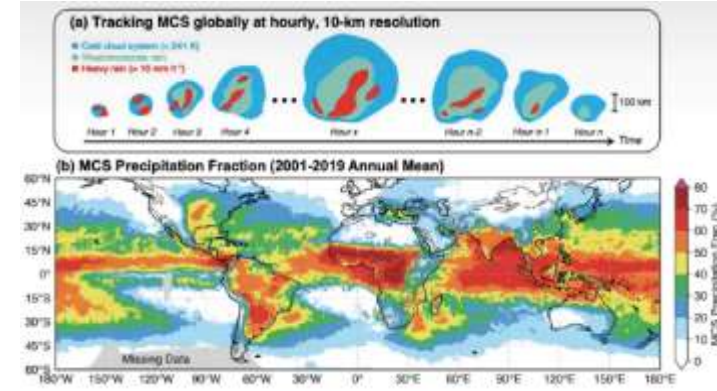 (a) Tracking MCS globally at hourly, 10-km resolution
Cold cloud system (< 241 K)
Heavy rain (> 10 mm h⁻¹)
100 km
Hour 1 Hour 2 Hour 3 Hour 4 Hour x Hour n-2 Hour n-1 Hour n Time
(b) MCS Precipitation Fraction (2001-2019 Annual Mean)
60°N
45°N
30°N
15°N
0°
15°S
30°S
45°S
60°S
Missing Data
180°W 150°W 120°W 90°W 60°W 30°W 0° 30°E 60°E 90°E 120°E 150°E 180°E
80
70
60
50
40
30
20
10
0
MCS Precipitation Frac (%)